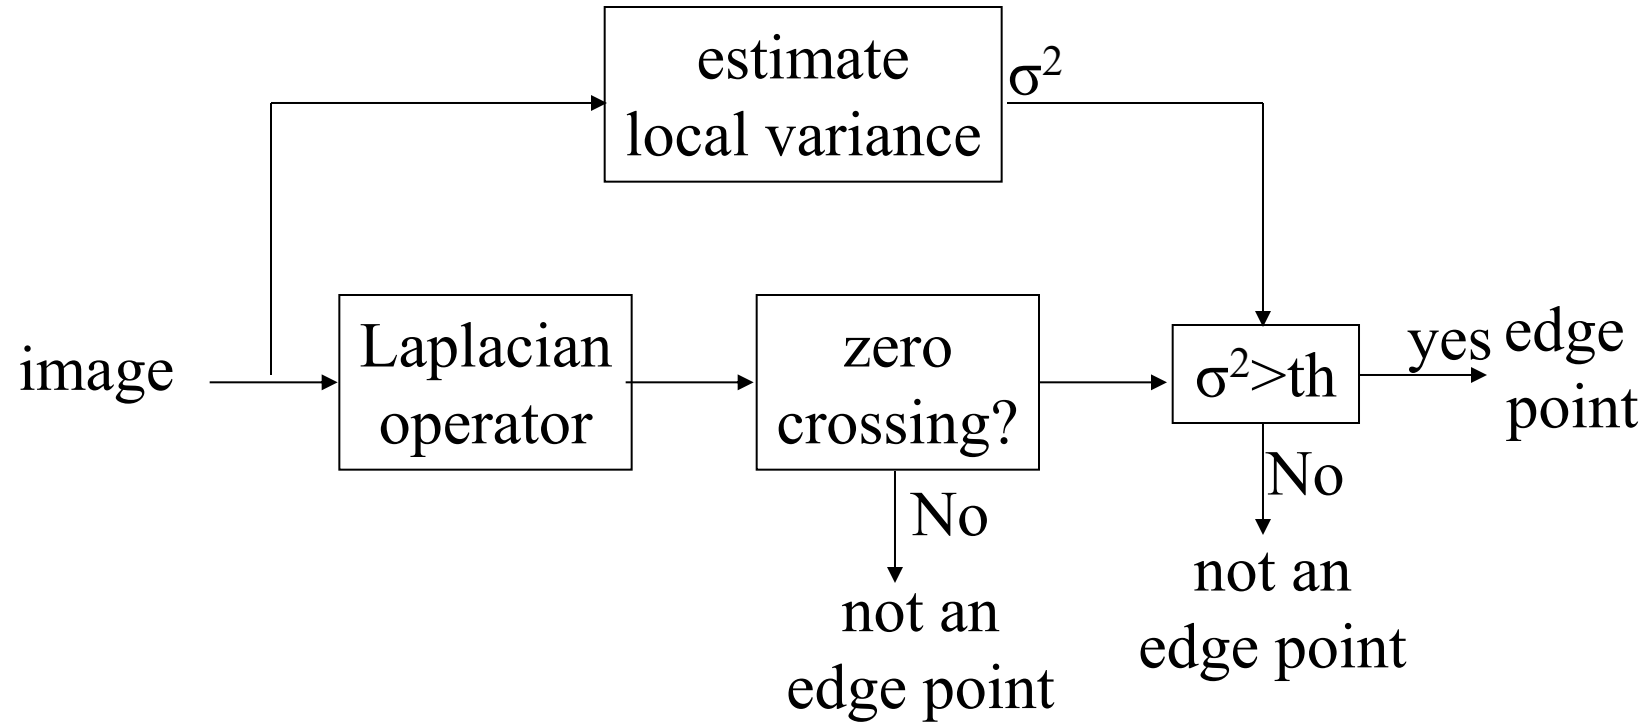 estimate
local variance
σ²
image
Laplacian
operator
zero
crossing?
σ²>th
yes
edge
point
No
not an
edge point
No
not an
edge point